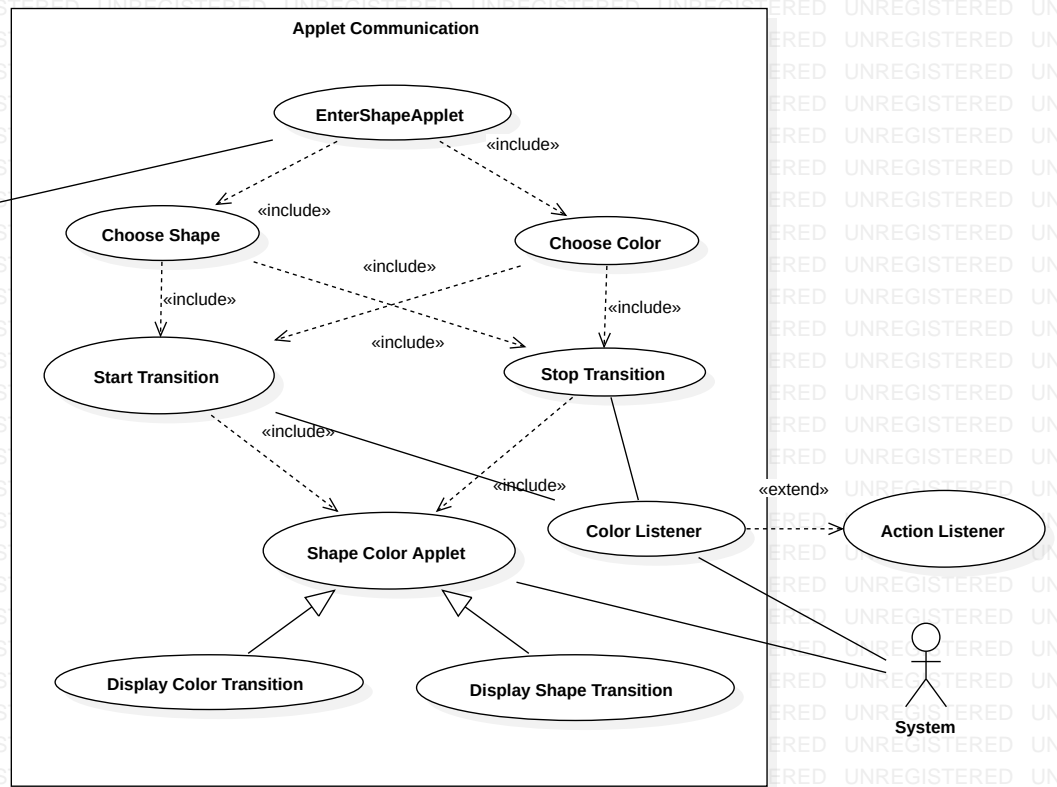 Applet Communication
EnterShapeApplet
«include»
«include»
Choose Shape
Choose Color
«include»
«include»
«include»
«include»
Start Transition
Stop Transition
«include»
«include»
«extend»
Color Listener
Action Listener
Shape Color Applet
Display Color Transition
Display Shape Transition
System
UNREGISTERED